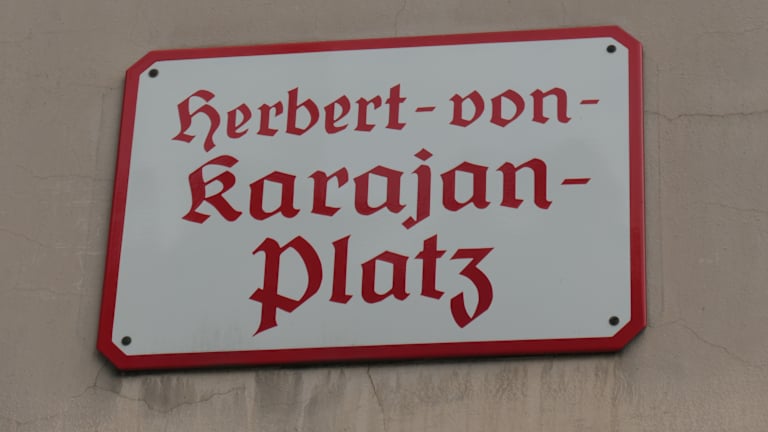 Herbert-von-
Karajan-
Platz